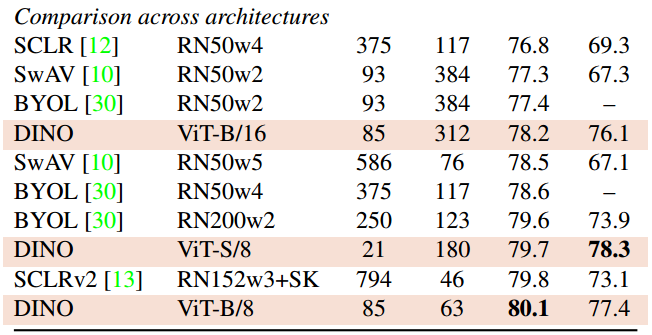 Comparison across architectures
SCLR [12] RN50w4 375 117 76.8 69.3
SwAV [10] RN50w2 93 384 77.3 67.3
BYOL [30] RN50w2 93 384 77.4 –
DINO ViT-B/16 85 312 78.2 76.1
SwAV [10] RN50w5 586 76 78.5 67.1
BYOL [30] RN50w4 375 117 78.6 –
BYOL [30] RN200w2 250 123 79.6 73.9
DINO ViT-S/8 21 180 79.7 78.3
SCLRv2 [13] RN152w3+SK 794 46 79.8 73.1
DINO ViT-B/8 85 63 80.1 77.4